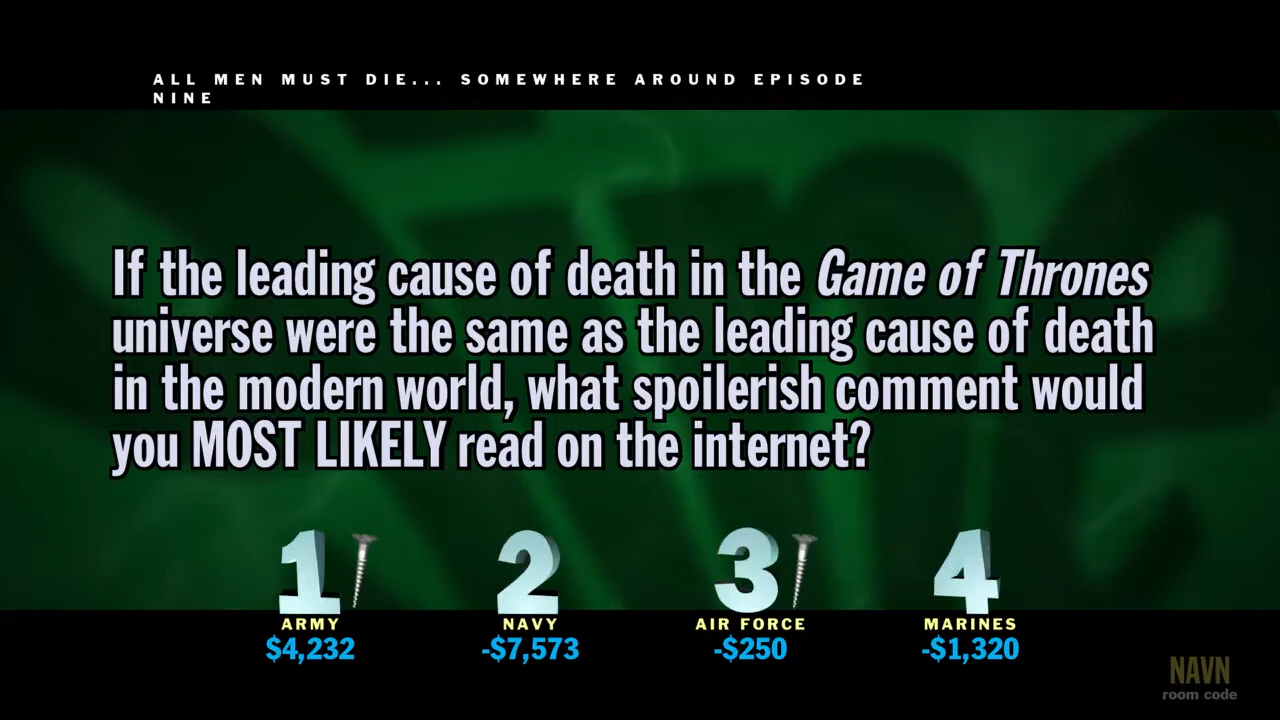 ALL MEN MUST DIE... SOMEWHERE AROUND EPISODE
NINE
If the leading cause of death in the Game of Thrones
universe were the same as the leading cause of death
in the modern world, what spoilerish comment would
you MOST LIKELY read on the internet?
1 2 3 4
ARMY NAVY AIR FORCE MARINES
$4,232 -$7,573 -$250 -$1,320
NAVN
room code